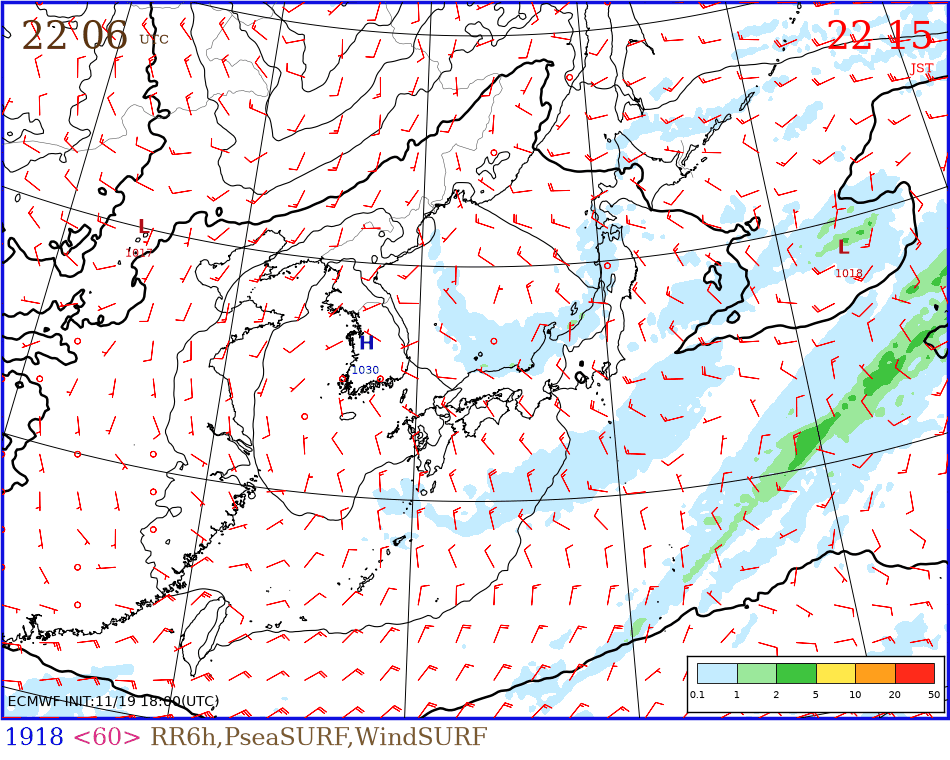 22 06 UTC
22 15 JST
L
1017
L
1018
H
1030
0.1 1 2 5 10 20 50
ECMWF INIT:11/19 18:00(UTC)
1918 <60> RR6h,PseaSURF,WindSURF